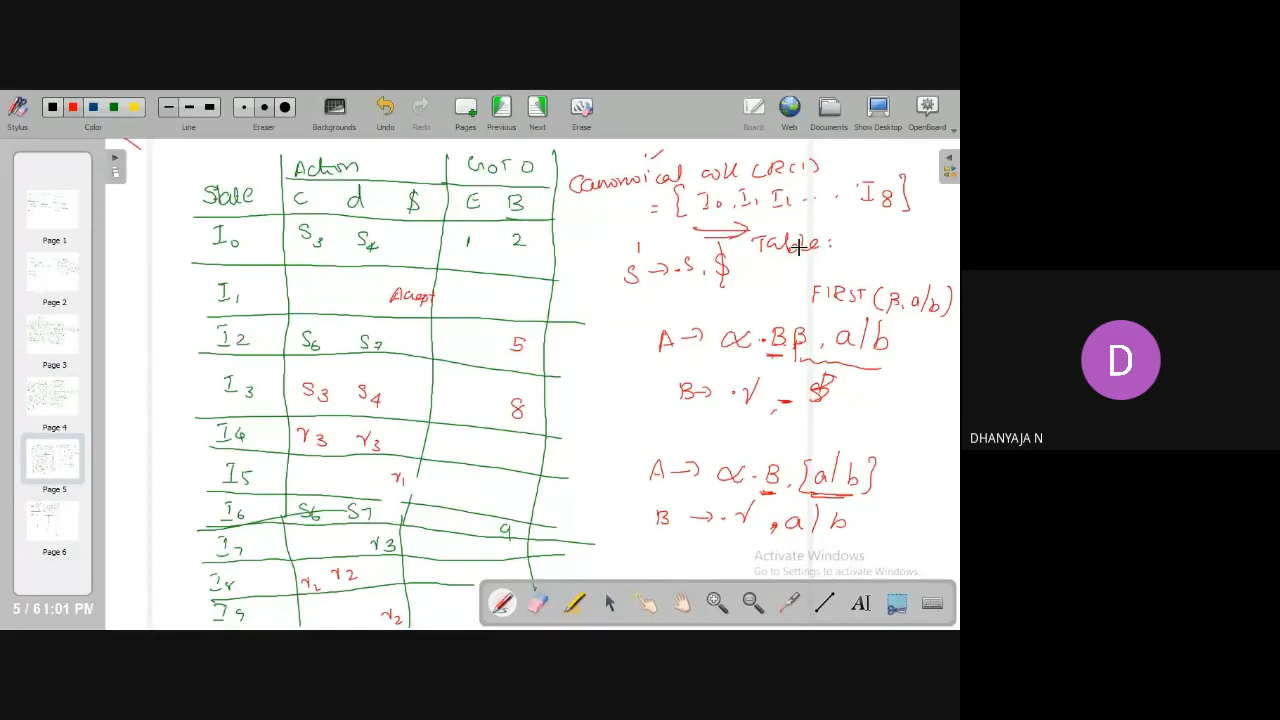 Stylus
Color
Line
Eraser
Backgrounds
Undo
Redo
Pages
Previous
Next
Erase
Board
Web
Documents
Show Desktop
OpenBoard
Page 1
Page 2
Page 3
Page 4
Page 5
Page 6
5 / 6 1:01 PM
State Action GOTO
C d $ E B
I0 S3 S4 1 2
I1 Accept
I2 S6 S7 5
I3 S3 S4 8
I4 r3 r3
I5 r1
I6 S6 S7 9
I7 r3
I8 r2 r2
I9 r2
Canonical coll LR(1)
= { I0, I1, I2 ... I8 }
Table:
S' → .S, $
FIRST (β, a/b)
A → α.Bβ, a/b
B → .γ, - $
A → α.B, {a/b}
B → .γ, a/b
Activate Windows
Go to Settings to activate Windows.
AI
D
DHANYAJA N